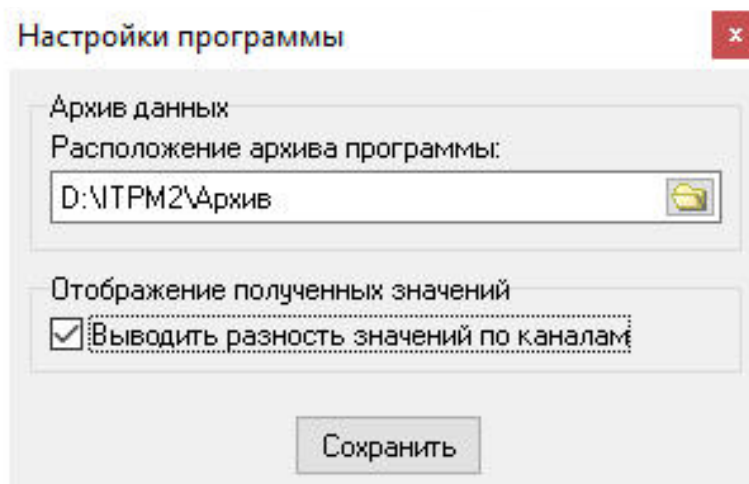 Настройки программы
Архив данных
Расположение архива программы:
D:\ITPM2\Архив
Отображение полученных значений
Выводить разность значений по каналам
Сохранить